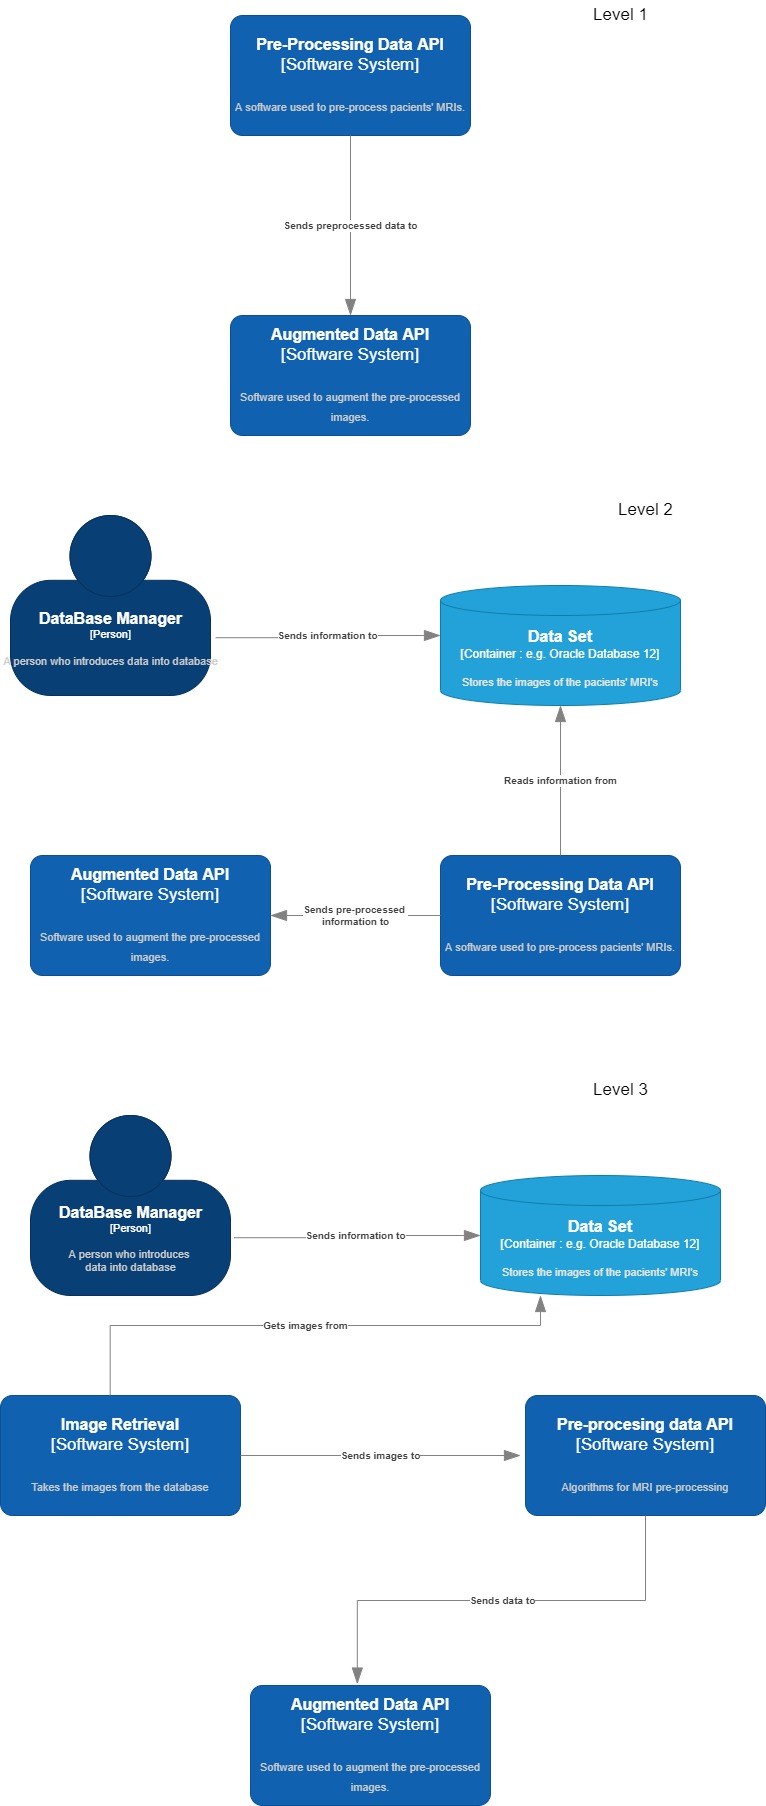 Level 1
Pre-Processing Data API
[Software System]
A software used to pre-process pacients' MRIs.
Sends preprocessed data to
Augmented Data API
[Software System]
Software used to augment the pre-processed
images.
Level 2
DataBase Manager
[Person]
A person who introduces data into database
Sends information to
Data Set
[Container : e.g. Oracle Database 12]
Stores the images of the pacients' MRI's
Reads information from
Augmented Data API
[Software System]
Software used to augment the pre-processed
images.
Sends pre-processed
information to
Pre-Processing Data API
[Software System]
A software used to pre-process pacients' MRIs.
Level 3
DataBase Manager
[Person]
A person who introduces
data into database
Sends information to
Data Set
[Container : e.g. Oracle Database 12]
Stores the images of the pacients' MRI's
Gets images from
Image Retrieval
[Software System]
Takes the images from the database
Sends images to
Pre-procesing data API
[Software System]
Algorithms for MRI pre-processing
Sends data to
Augmented Data API
[Software System]
Software used to augment the pre-processed
images.